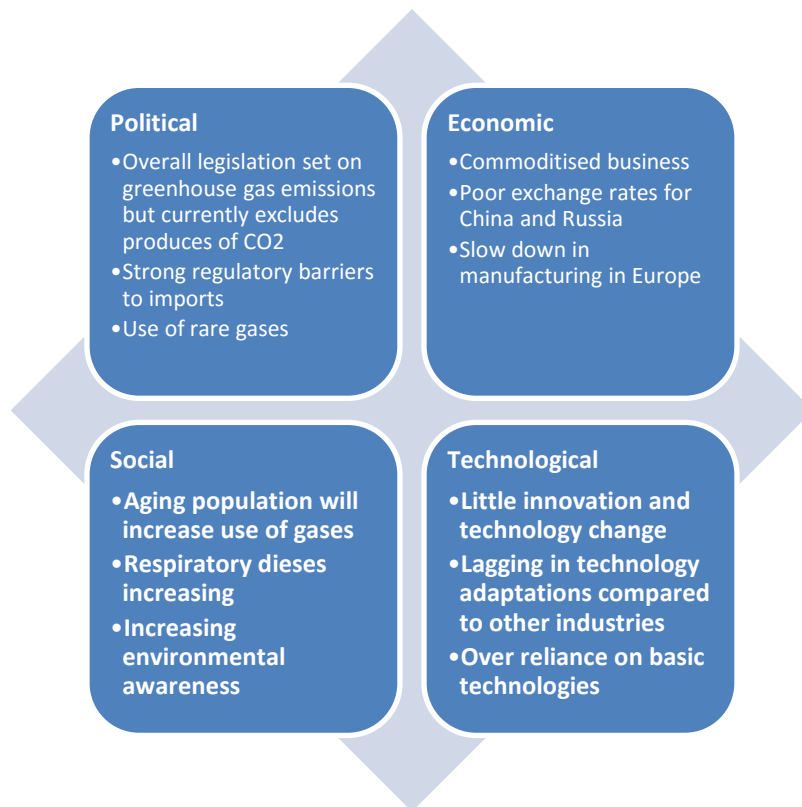 Political
•Overall legislation set on
greenhouse gas emissions
but currently excludes
produces of CO2
•Strong regulatory barriers
to imports
•Use of rare gases
Economic
•Commoditised business
•Poor exchange rates for
China and Russia
•Slow down in
manufacturing in Europe
Social
•Aging population will
increase use of gases
•Respiratory dieses
increasing
•Increasing
environmental
awareness
Technological
•Little innovation and
technology change
•Lagging in technology
adaptations compared
to other industries
•Over reliance on basic
technologies